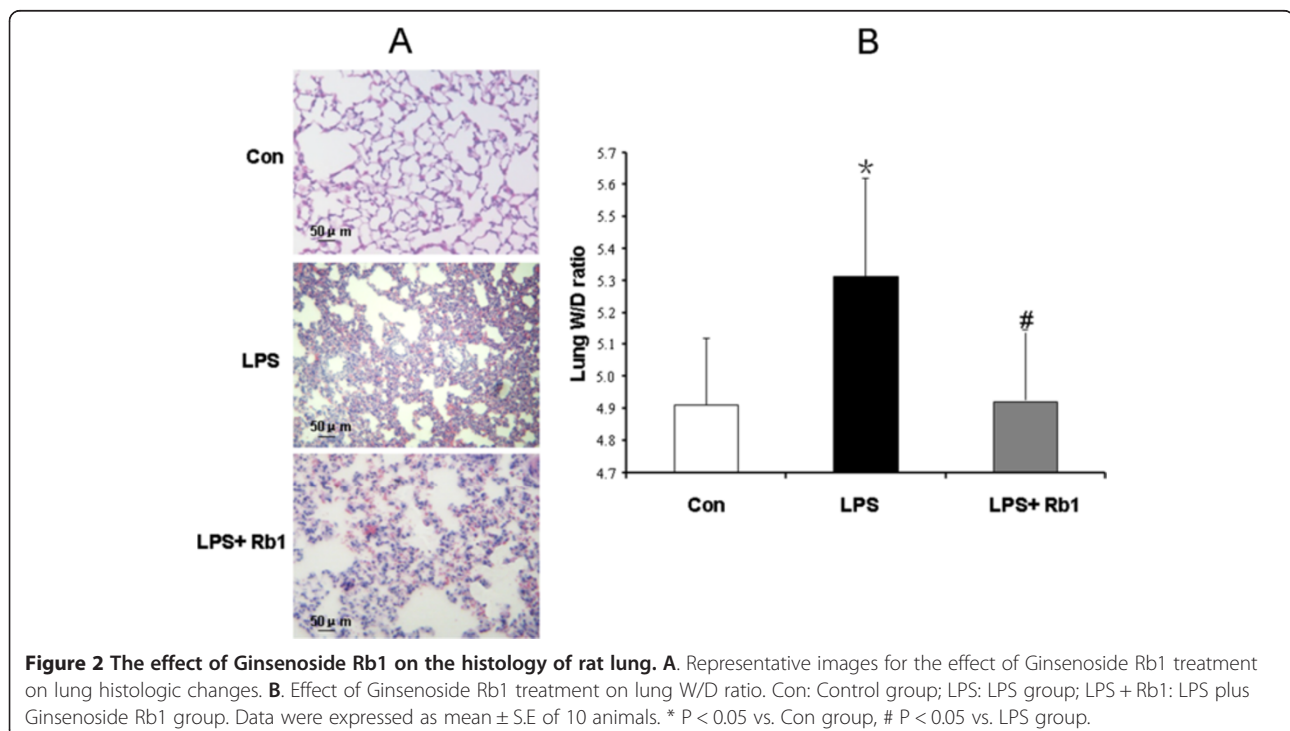 A
B
Con
50 μm
LPS
50 μm
LPS+ Rb1
50 μm
Lung W/D ratio
5.7
5.6
5.5
5.4
5.3
5.2
5.1
5.0
4.9
4.8
4.7
*
#
Con
LPS
LPS+ Rb1
Figure 2 The effect of Ginsenoside Rb1 on the histology of rat lung. A. Representative images for the effect of Ginsenoside Rb1 treatment
on lung histologic changes. B. Effect of Ginsenoside Rb1 treatment on lung W/D ratio. Con: Control group; LPS: LPS group; LPS + Rb1: LPS plus
Ginsenoside Rb1 group. Data were expressed as mean ± S.E of 10 animals. * P < 0.05 vs. Con group, # P < 0.05 vs. LPS group.